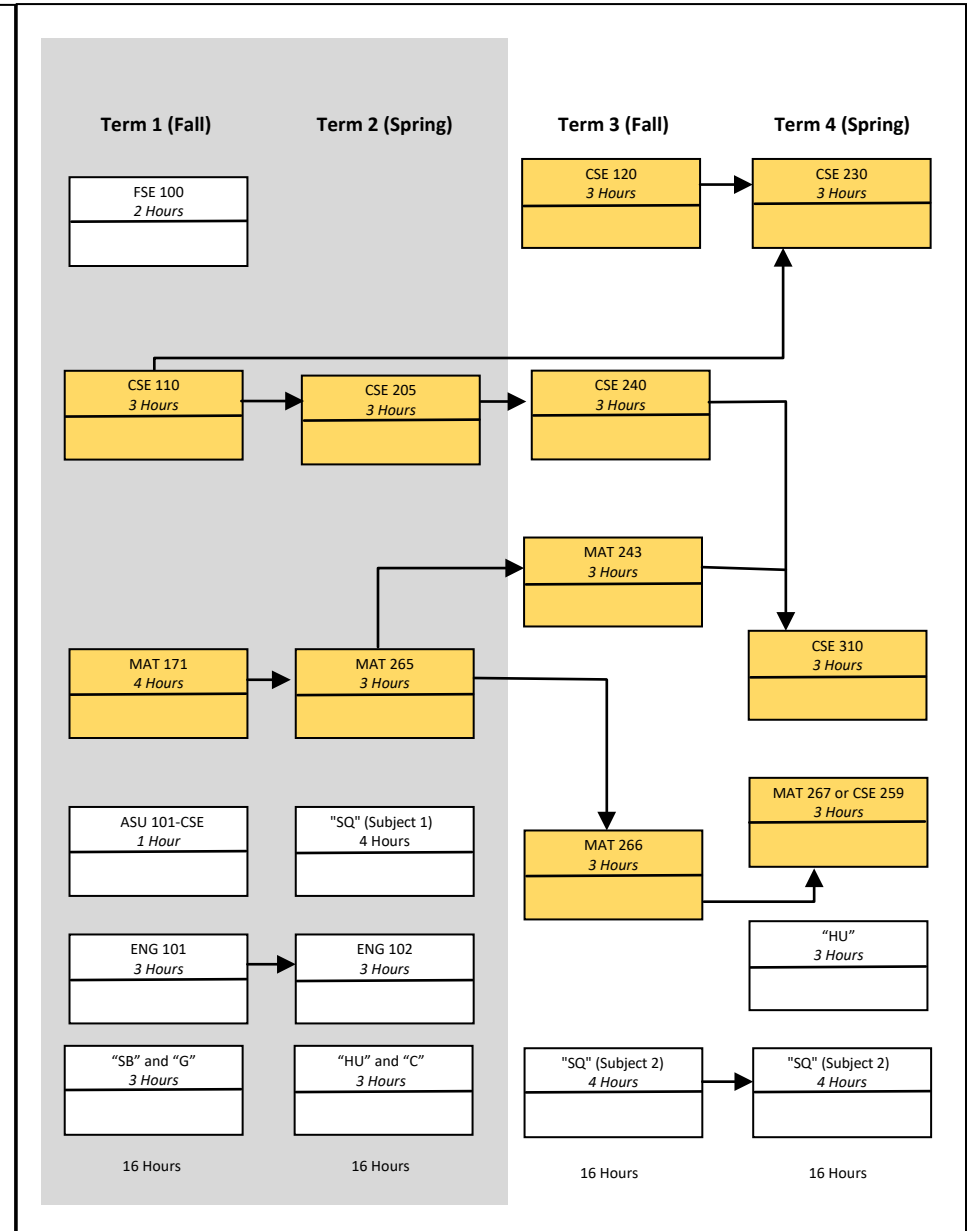 Term 1 (Fall)
Term 2 (Spring)
Term 3 (Fall)
Term 4 (Spring)
FSE 100
2 Hours
CSE 120
3 Hours
CSE 230
3 Hours
CSE 110
3 Hours
CSE 205
3 Hours
CSE 240
3 Hours
MAT 243
3 Hours
MAT 171
4 Hours
MAT 265
3 Hours
CSE 310
3 Hours
ASU 101-CSE
1 Hour
"SQ" (Subject 1)
4 Hours
MAT 266
3 Hours
MAT 267 or CSE 259
3 Hours
ENG 101
3 Hours
ENG 102
3 Hours
“HU”
3 Hours
“SB” and “G”
3 Hours
“HU” and “C”
3 Hours
"SQ" (Subject 2)
4 Hours
"SQ" (Subject 2)
4 Hours
16 Hours
16 Hours
16 Hours
16 Hours